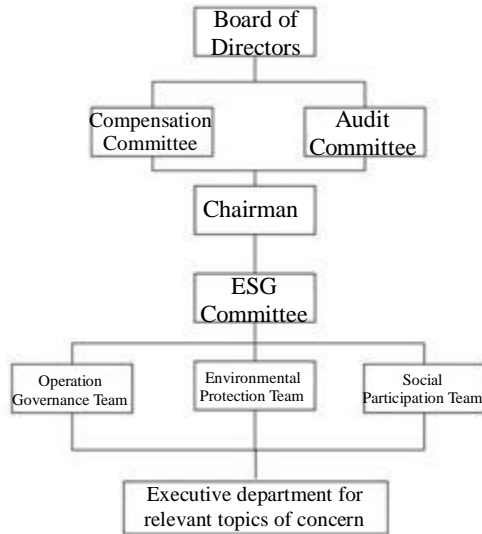 Board of
Directors
Compensation
Committee
Audit
Committee
Chairman
ESG
Committee
Operation
Governance Team
Environmental
Protection Team
Social
Participation Team
Executive department for
relevant topics of concern